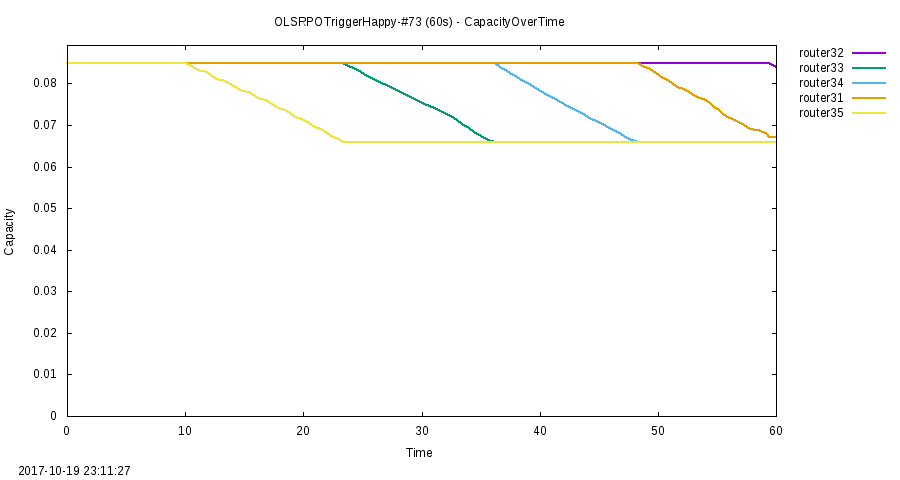 OLSRPOTriggerHappy-#73 (60s) - CapacityOverTime
router32
router33
router34
router31
router35
0.08
0.07
0.06
0.05
0.04
0.03
0.02
0.01
0
Capacity
0 10 20 30 40 50 60
Time
2017-10-19 23:11:27